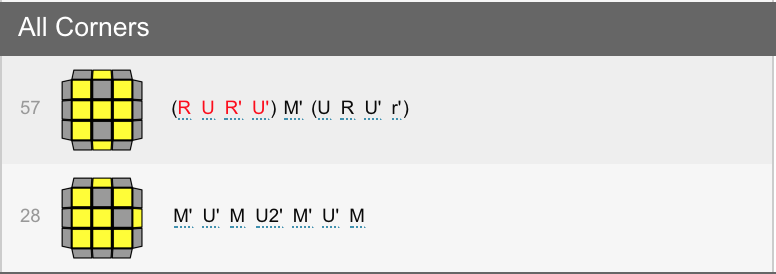 All Corners
57 (R U R' U') M' (U R U' r')
28 M' U' M U2' M' U' M